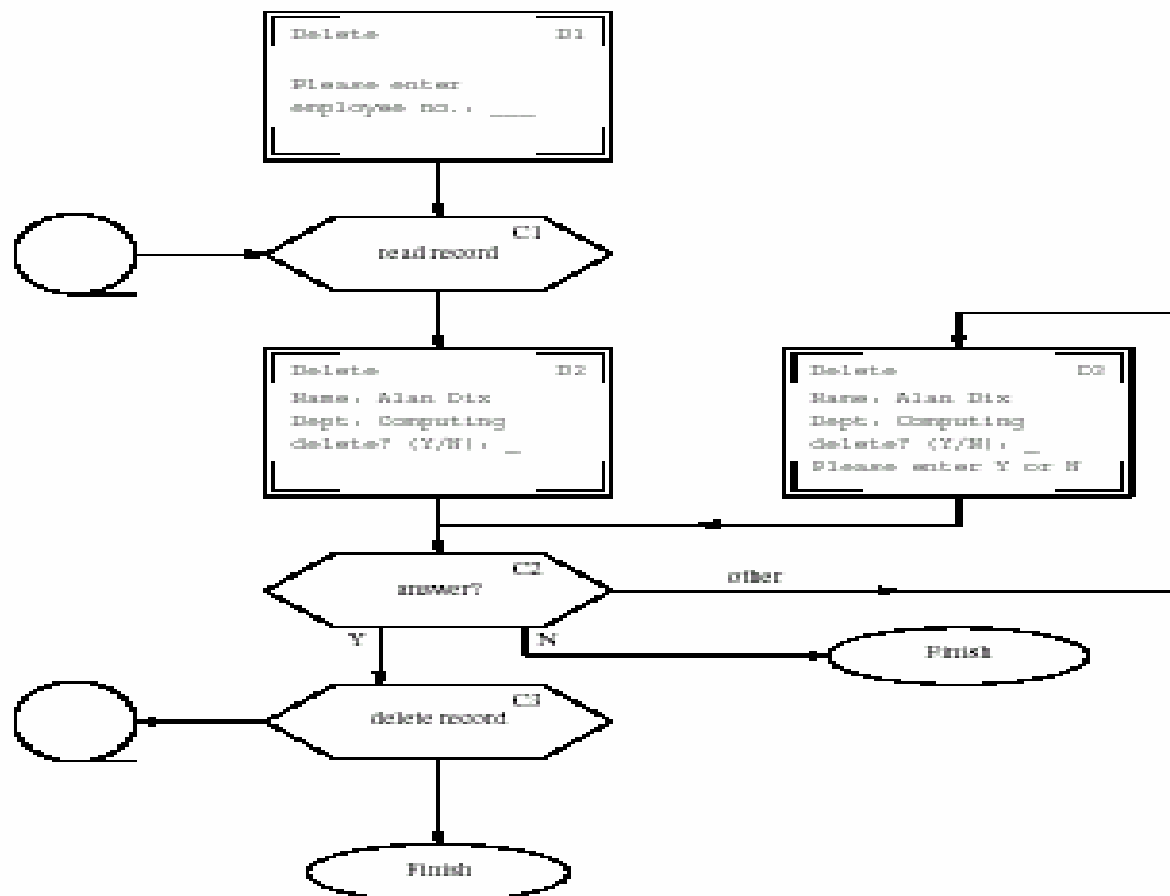 Delete D1
Please enter
employee no.: ___
C1
read record
Delete D2
Name: Alan Dix
Dept: Computing
delete? (Y/N): _
Delete D3
Name: Alan Dix
Dept: Computing
delete? (Y/N): _
Please enter Y or N
C2
answer?
other
Y
N
Finish
C3
delete record
Finish